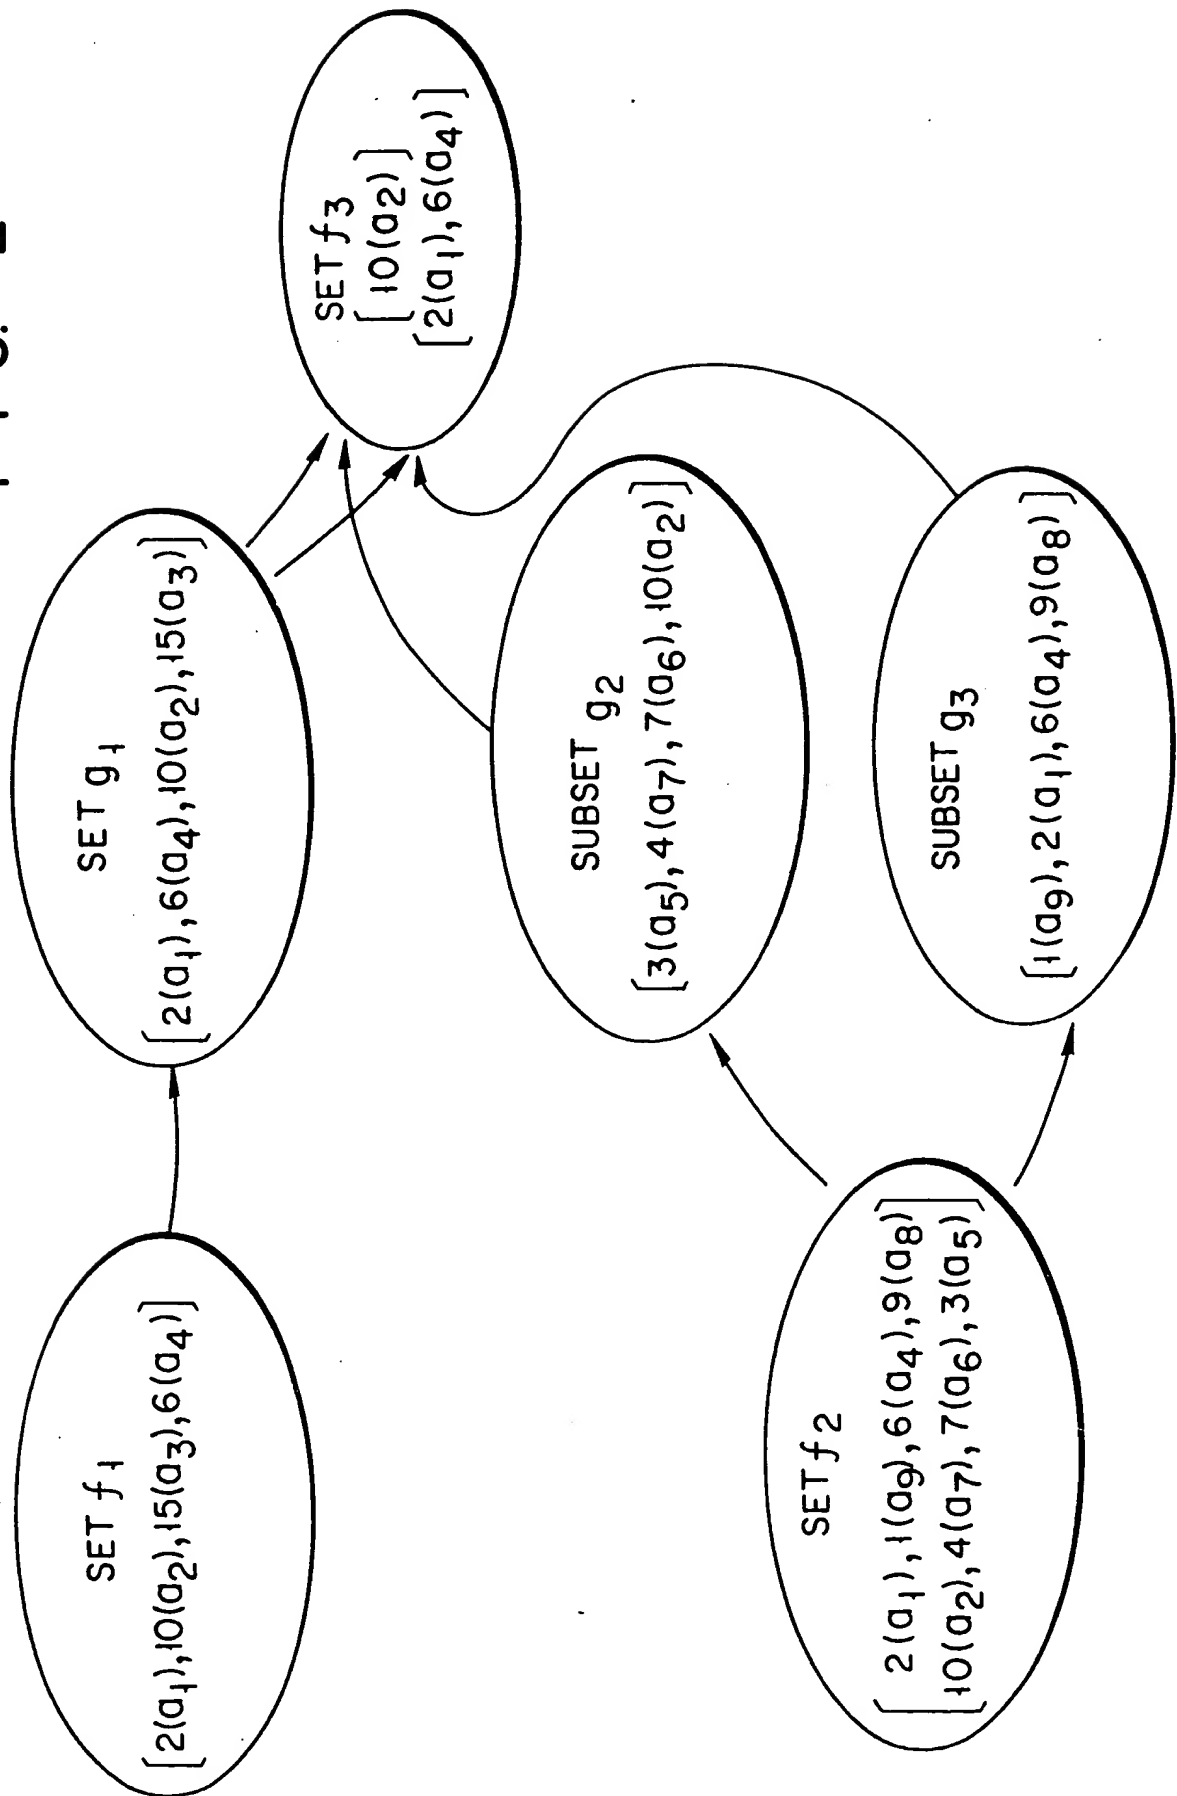 SET f1
[2(a1),10(a2),15(a3),6(a4)]
SET g1
[2(a1),6(a4),10(a2),15(a3)]
SET f3
[10(a2)]
[2(a1),6(a4)]
SUBSET g2
[3(a5),4(a7),7(a6),10(a2)]
SET f2
[2(a1),1(a9),6(a4),9(a8)
10(a2),4(a7),7(a6),3(a5)]
SUBSET g3
[1(a9),2(a1),6(a4),9(a8)]